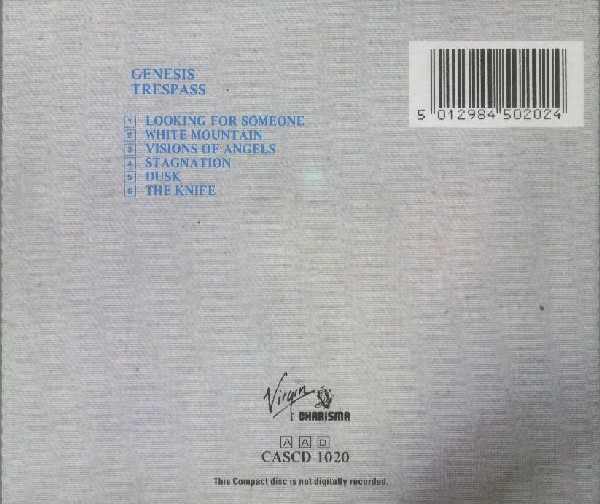 GENESIS
TRESPASS
1 LOOKING FOR SOMEONE
2 WHITE MOUNTAIN
3 VISIONS OF ANGELS
4 STAGNATION
5 DUSK
6 THE KNIFE
5 012984 502024
Virgin
CHARISMA
A A D
CASCD 1020
This Compact disc is not digitally recorded.